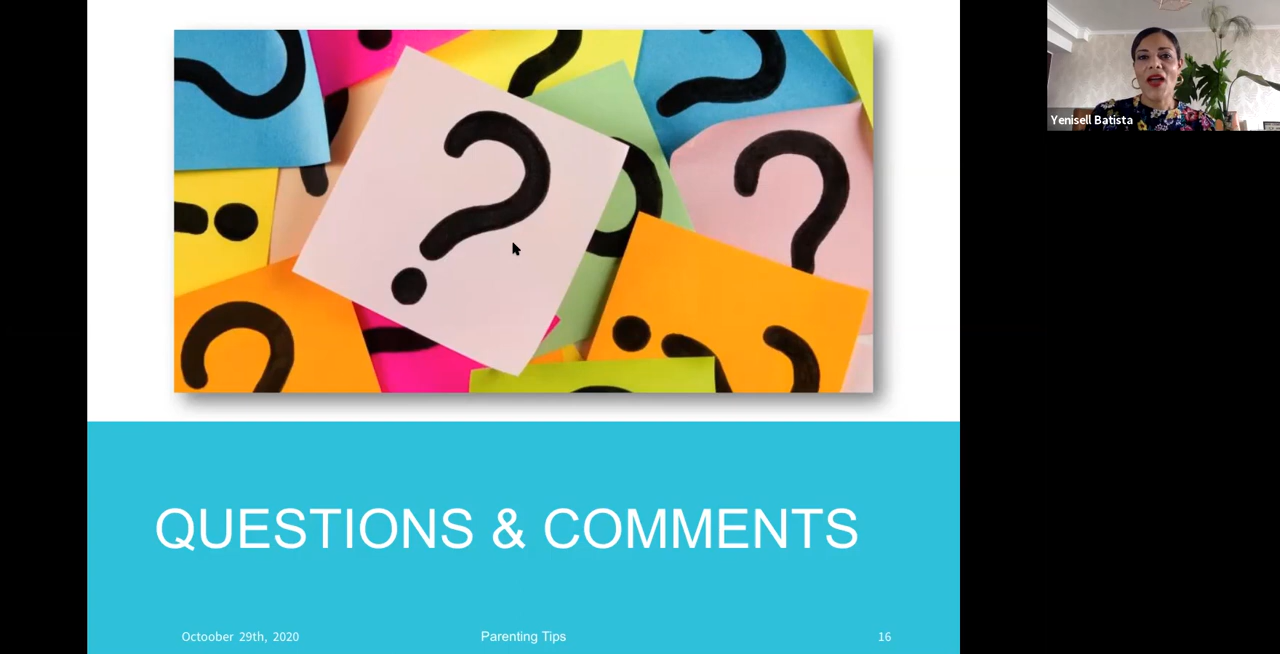 Yenisell Batista
QUESTIONS & COMMENTS
Octoober 29th, 2020
Parenting Tips
16